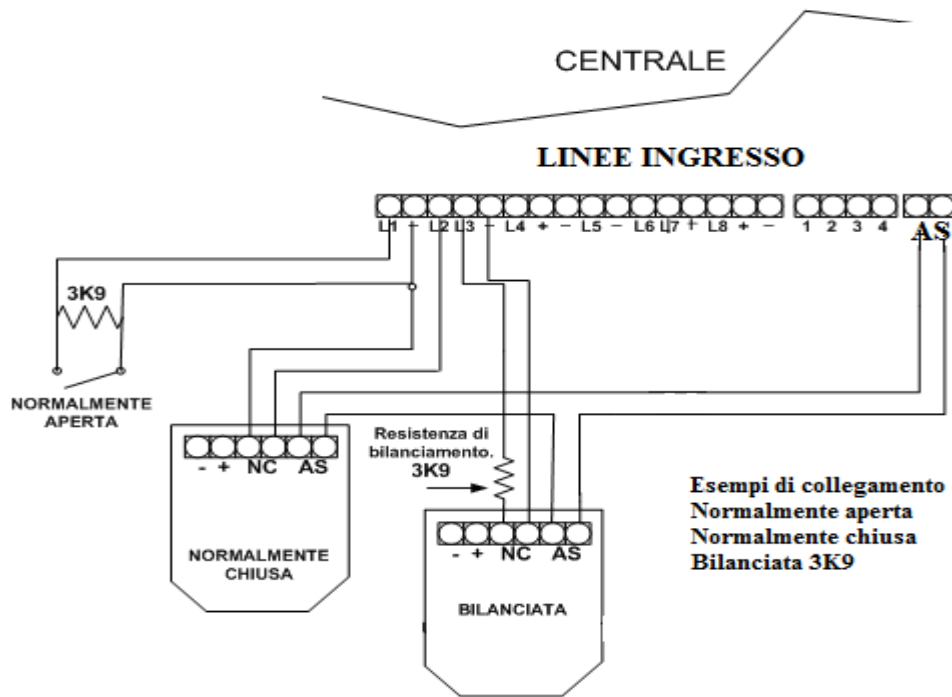 CENTRALE
LINEE INGRESSO
L1 - L2 L3 - L4 + - L5 - L6 L7 + L8 + - 1 2 3 4 AS
3K9
NORMALMENTE
APERTA
- + NC AS
NORMALMENTE
CHIUSA
Resistenza di
bilanciamento.
3K9
- + NC AS
BILANCIATA
Esempi di collegamento
Normalmente aperta
Normalmente chiusa
Bilanciata 3K9